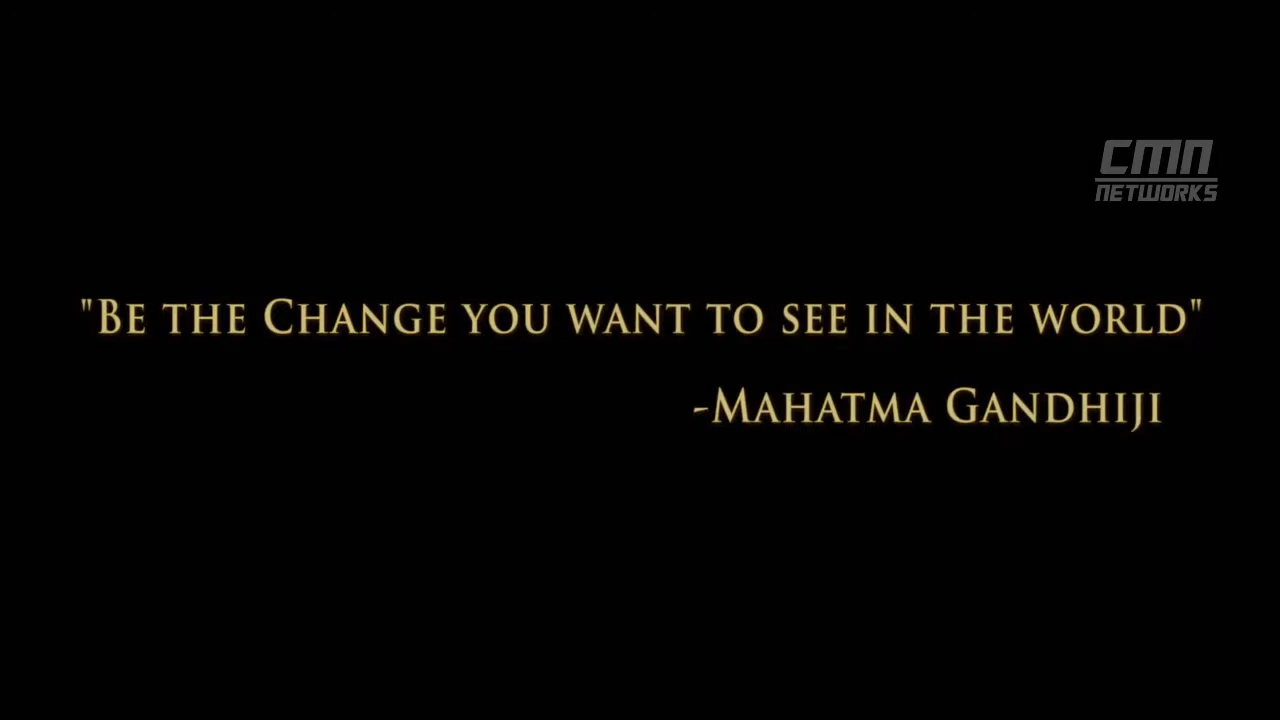 CMN
NETWORKS
"Be the Change you want to see in the world"
-Mahatma Gandhiji